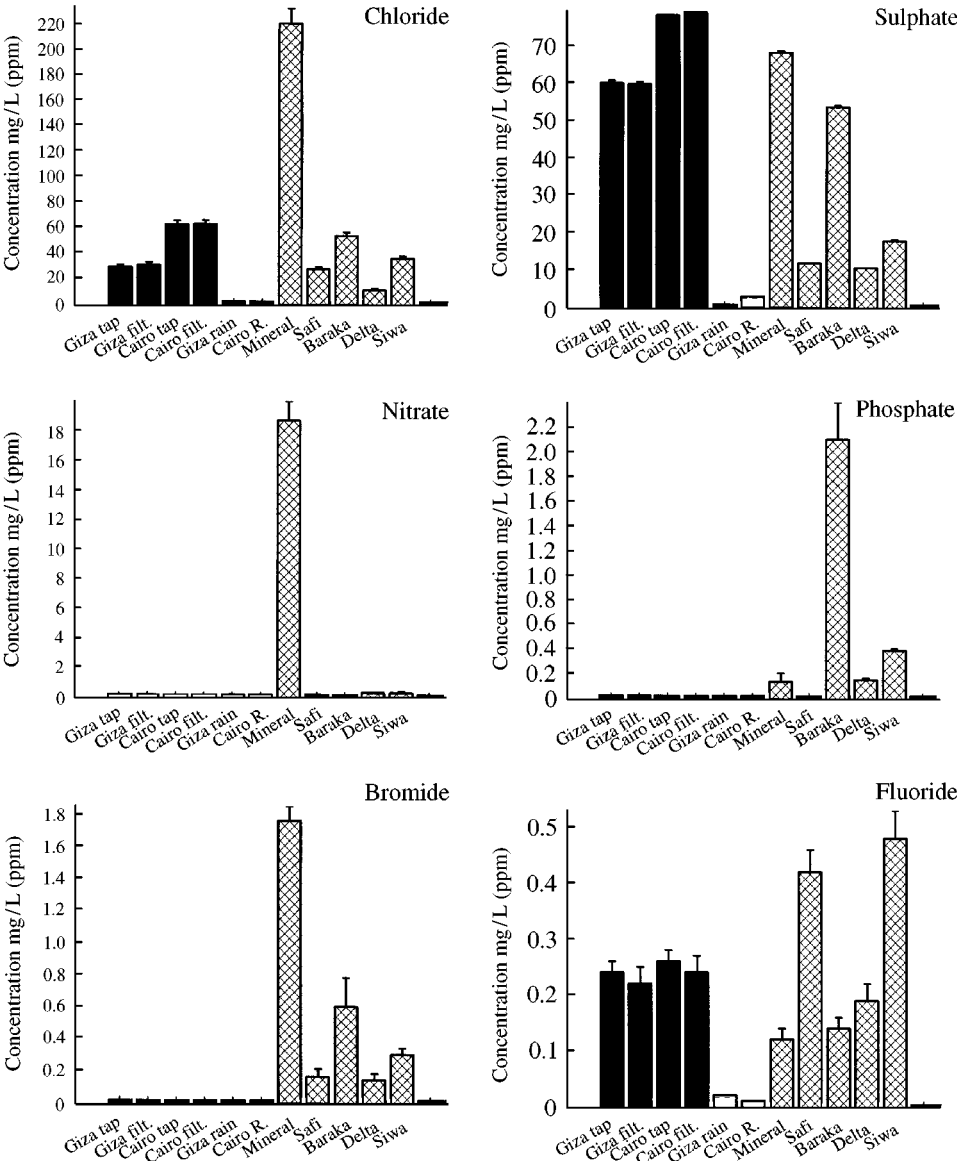 Chloride
Concentration mg/L (ppm)
220
200
180
160
140
120
100
80
60
40
20
0
Giza tap
Giza filt.
Cairo tap
Cairo filt.
Giza rain
Cairo R.
Mineral
Safi
Baraka
Delta
Siwa
Sulphate
Concentration mg/L (ppm)
70
60
50
40
30
20
10
0
Giza tap
Giza filt.
Cairo tap
Cairo filt.
Giza rain
Cairo R.
Mineral
Safi
Baraka
Delta
Siwa
Nitrate
Concentration mg/L (ppm)
18
16
14
12
10
8
6
4
2
0
Giza tap
Giza filt.
Cairo tap
Cairo filt.
Giza rain
Cairo R.
Mineral
Safi
Baraka
Delta
Siwa
Phosphate
Concentration mg/L (ppm)
2.2
2.0
1.8
1.6
1.4
1.2
1.0
0.8
0.6
0.4
0.2
0
Giza tap
Giza filt.
Cairo tap
Cairo filt.
Giza rain
Cairo R.
Mineral
Safi
Baraka
Delta
Siwa
Bromide
Concentration mg/L (ppm)
1.8
1.6
1.4
1.2
1.0
0.8
0.6
0.4
0.2
0
Giza tap
Giza filt.
Cairo tap
Cairo filt.
Giza rain
Cairo R.
Mineral
Safi
Baraka
Delta
Siwa
Fluoride
Concentration mg/L (ppm)
0.5
0.4
0.3
0.2
0.1
0
Giza tap
Giza filt.
Cairo tap
Cairo filt.
Giza rain
Cairo R.
Mineral
Safi
Baraka
Delta
Siwa